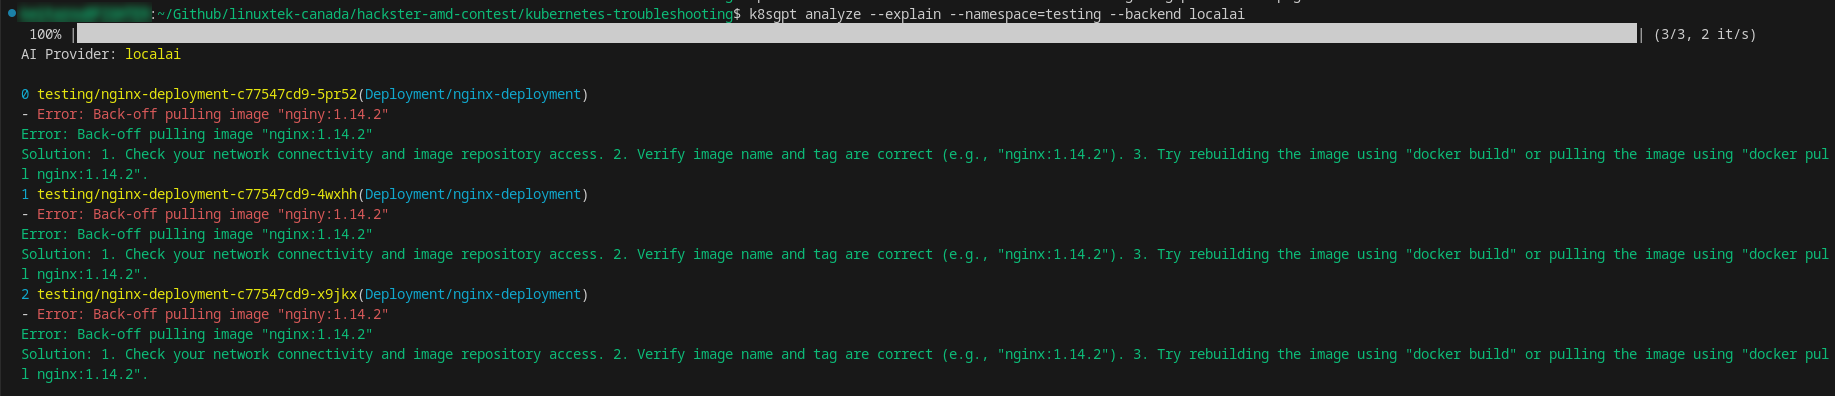 :~/Github/linuxtek-canada/hackster-amd-contest/kubernetes-troubleshooting$ k8sgpt analyze --explain --namespace=testing --backend localai
100% | | (3/3, 2 it/s)
AI Provider: localai
0 testing/nginx-deployment-c77547cd9-5pr52(Deployment/nginx-deployment)
- Error: Back-off pulling image "nginy:1.14.2"
Error: Back-off pulling image "nginx:1.14.2"
Solution: 1. Check your network connectivity and image repository access. 2. Verify image name and tag are correct (e.g., "nginx:1.14.2"). 3. Try rebuilding the image using "docker build" or pulling the image using "docker pul
l nginx:1.14.2".
1 testing/nginx-deployment-c77547cd9-4wxhh(Deployment/nginx-deployment)
- Error: Back-off pulling image "nginy:1.14.2"
Error: Back-off pulling image "nginx:1.14.2"
Solution: 1. Check your network connectivity and image repository access. 2. Verify image name and tag are correct (e.g., "nginx:1.14.2"). 3. Try rebuilding the image using "docker build" or pulling the image using "docker pul
l nginx:1.14.2".
2 testing/nginx-deployment-c77547cd9-x9jkx(Deployment/nginx-deployment)
- Error: Back-off pulling image "nginy:1.14.2"
Error: Back-off pulling image "nginx:1.14.2"
Solution: 1. Check your network connectivity and image repository access. 2. Verify image name and tag are correct (e.g., "nginx:1.14.2"). 3. Try rebuilding the image using "docker build" or pulling the image using "docker pul
l nginx:1.14.2".